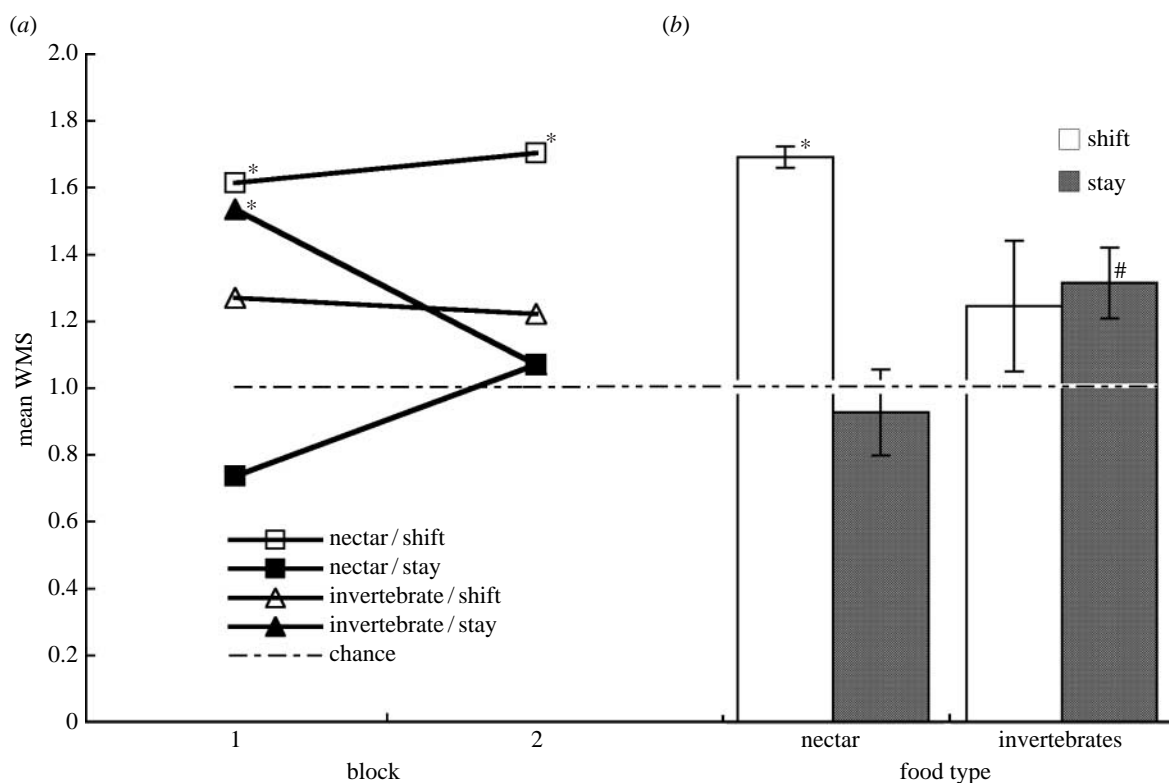 (a)
(b)
2.0
1.8
1.6
1.4
1.2
1.0
0.8
0.6
0.4
0.2
0
mean WMS
*
*
*
nectar / shift
nectar / stay
invertebrate / shift
invertebrate / stay
chance
1
2
block
*
#
shift
stay
nectar
invertebrates
food type